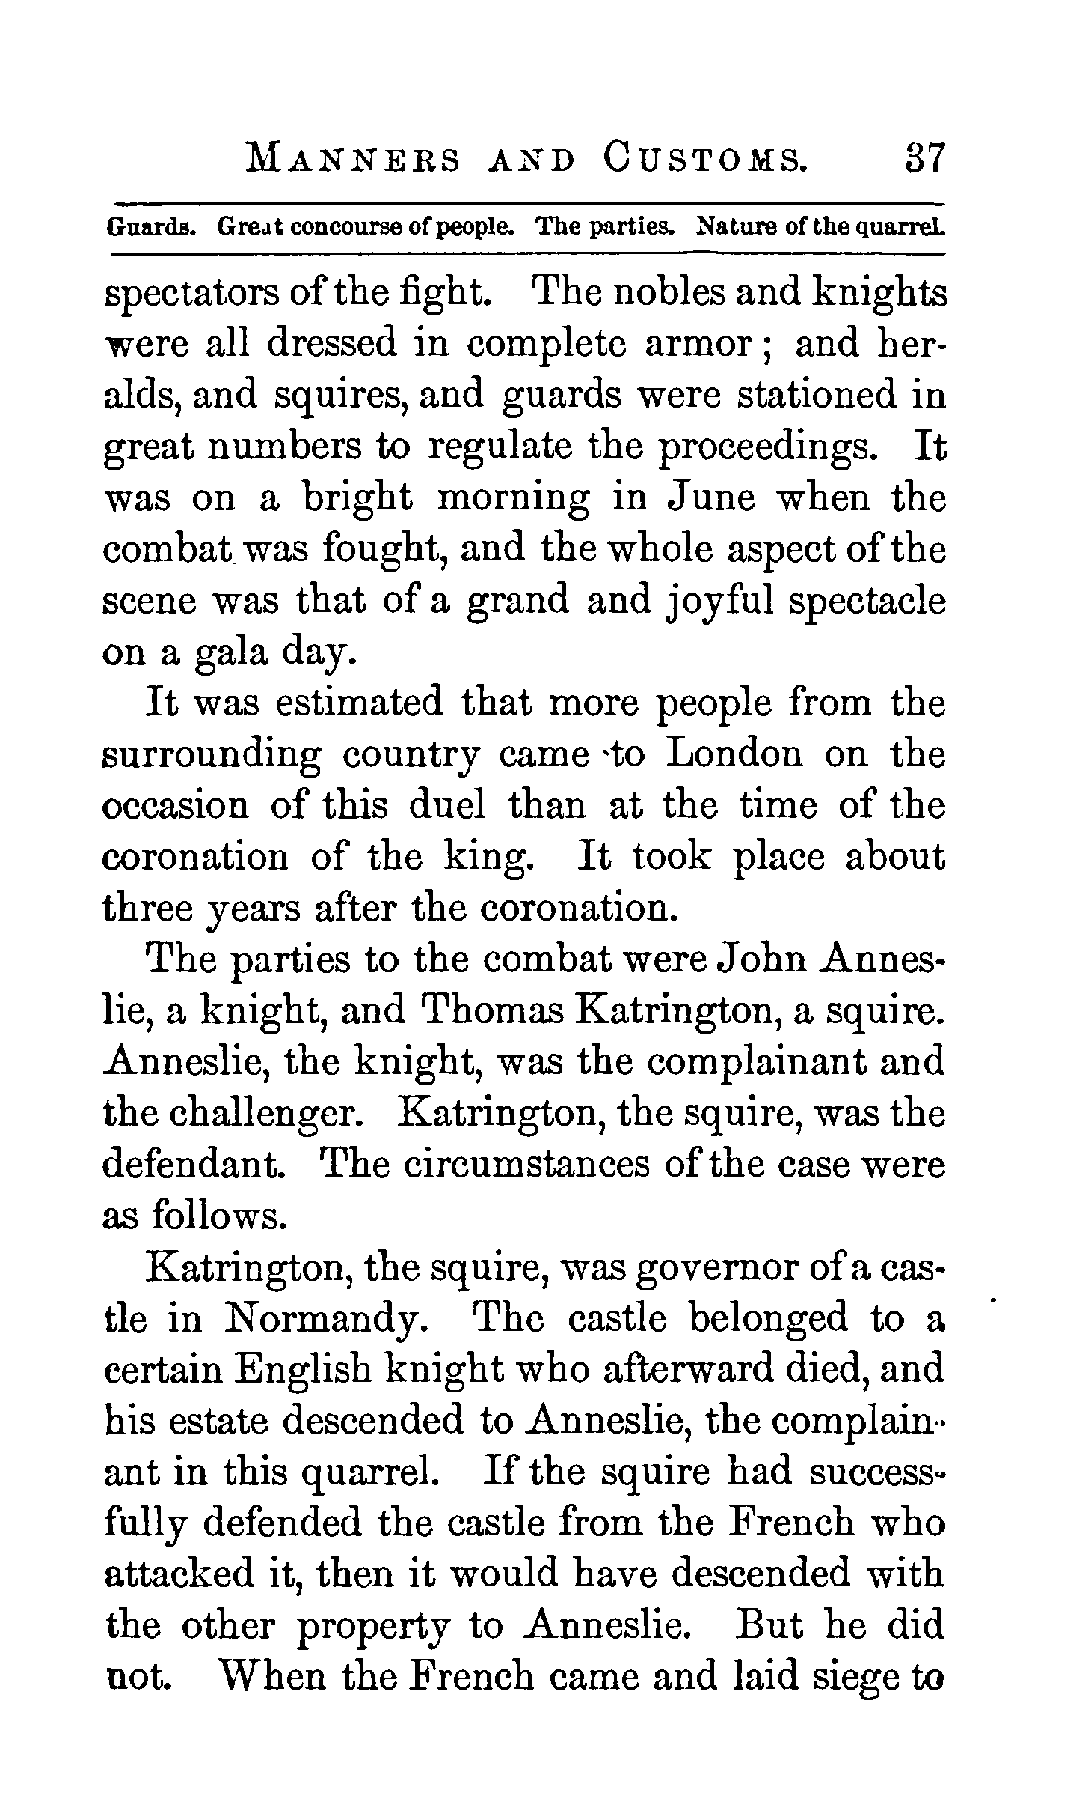 MANNERS AND CUSTOMS. 37
Guards. Great concourse of people. The parties. Nature of the quarrel.
spectators of the fight. The nobles and knights
were all dressed in complete armor; and her-
alds, and squires, and guards were stationed in
great numbers to regulate the proceedings. It
was on a bright morning in June when the
combat was fought, and the whole aspect of the
scene was that of a grand and joyful spectacle
on a gala day.
It was estimated that more people from the
surrounding country came to London on the
occasion of this duel than at the time of the
coronation of the king. It took place about
three years after the coronation.
The parties to the combat were John Annes-
lie, a knight, and Thomas Katrington, a squire.
Anneslie, the knight, was the complainant and
the challenger. Katrington, the squire, was the
defendant. The circumstances of the case were
as follows.
Katrington, the squire, was governor of a cas-
tle in Normandy. The castle belonged to a
certain English knight who afterward died, and
his estate descended to Anneslie, the complain-
ant in this quarrel. If the squire had success-
fully defended the castle from the French who
attacked it, then it would have descended with
the other property to Anneslie. But he did
not. When the French came and laid siege to